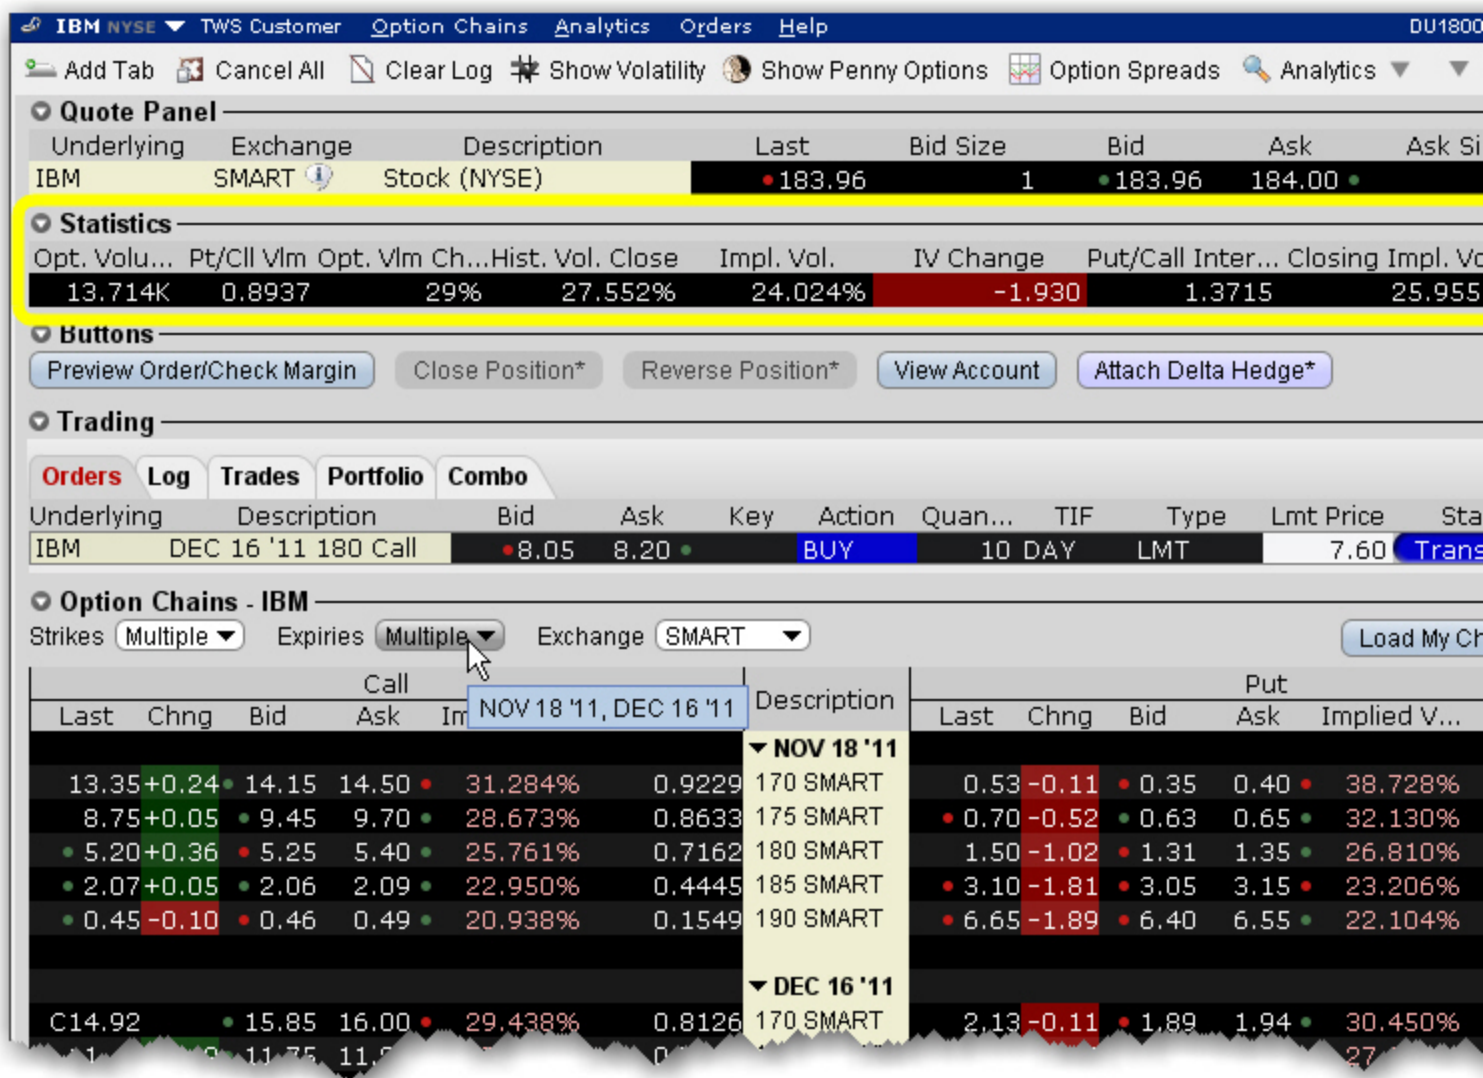 IBM NYSE TWS Customer Option Chains Analytics Orders Help DU1800
Add Tab Cancel All Clear Log Show Volatility Show Penny Options Option Spreads Analytics
Quote Panel
Underlying Exchange Description Last Bid Size Bid Ask Ask Si
IBM SMART Stock (NYSE) 183.96 1 183.96 184.00
Statistics
Opt. Volu... Pt/Cll Vlm Opt. Vlm Ch...Hist. Vol. Close Impl. Vol. IV Change Put/Call Inter... Closing Impl. Vo
13.714K 0.8937 29% 27.552% 24.024% -1.930 1.3715 25.955
Buttons
Preview Order/Check Margin Close Position* Reverse Position* View Account Attach Delta Hedge*
Trading
Orders Log Trades Portfolio Combo
Underlying Description Bid Ask Key Action Quan... TIF Type Lmt Price Sta
IBM DEC 16 '11 180 Call 8.05 8.20 BUY 10 DAY LMT 7.60 Trans
Option Chains - IBM
Strikes Multiple Expiries Multiple Exchange SMART Load My Ch
Call Description Put
Last Chng Bid Ask Im NOV 18 '11, DEC 16 '11 Last Chng Bid Ask Implied V...
NOV 18 '11
13.35 +0.24 14.15 14.50 31.284% 0.9229 170 SMART 0.53 -0.11 0.35 0.40 38.728%
8.75 +0.05 9.45 9.70 28.673% 0.8633 175 SMART 0.70 -0.52 0.63 0.65 32.130%
5.20 +0.36 5.25 5.40 25.761% 0.7162 180 SMART 1.50 -1.02 1.31 1.35 26.810%
2.07 +0.05 2.06 2.09 22.950% 0.4445 185 SMART 3.10 -1.81 3.05 3.15 23.206%
0.45 -0.10 0.46 0.49 20.938% 0.1549 190 SMART 6.65 -1.89 6.40 6.55 22.104%
DEC 16 '11
C14.92 15.85 16.00 29.438% 0.8126 170 SMART 2.13 -0.11 1.89 1.94 30.450%
11.75